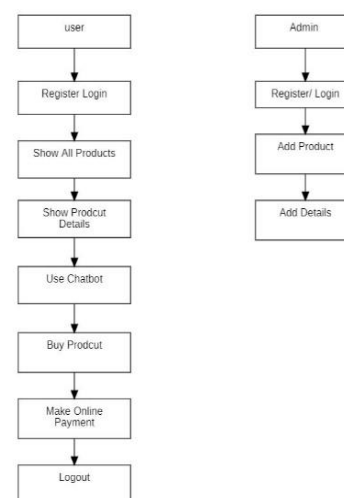 user
Register Login
Show All Products
Show Prodcut
Details
Use Chatbot
Buy Prodcut
Make Online
Payment
Logout
Admin
Register/ Login
Add Product
Add Details